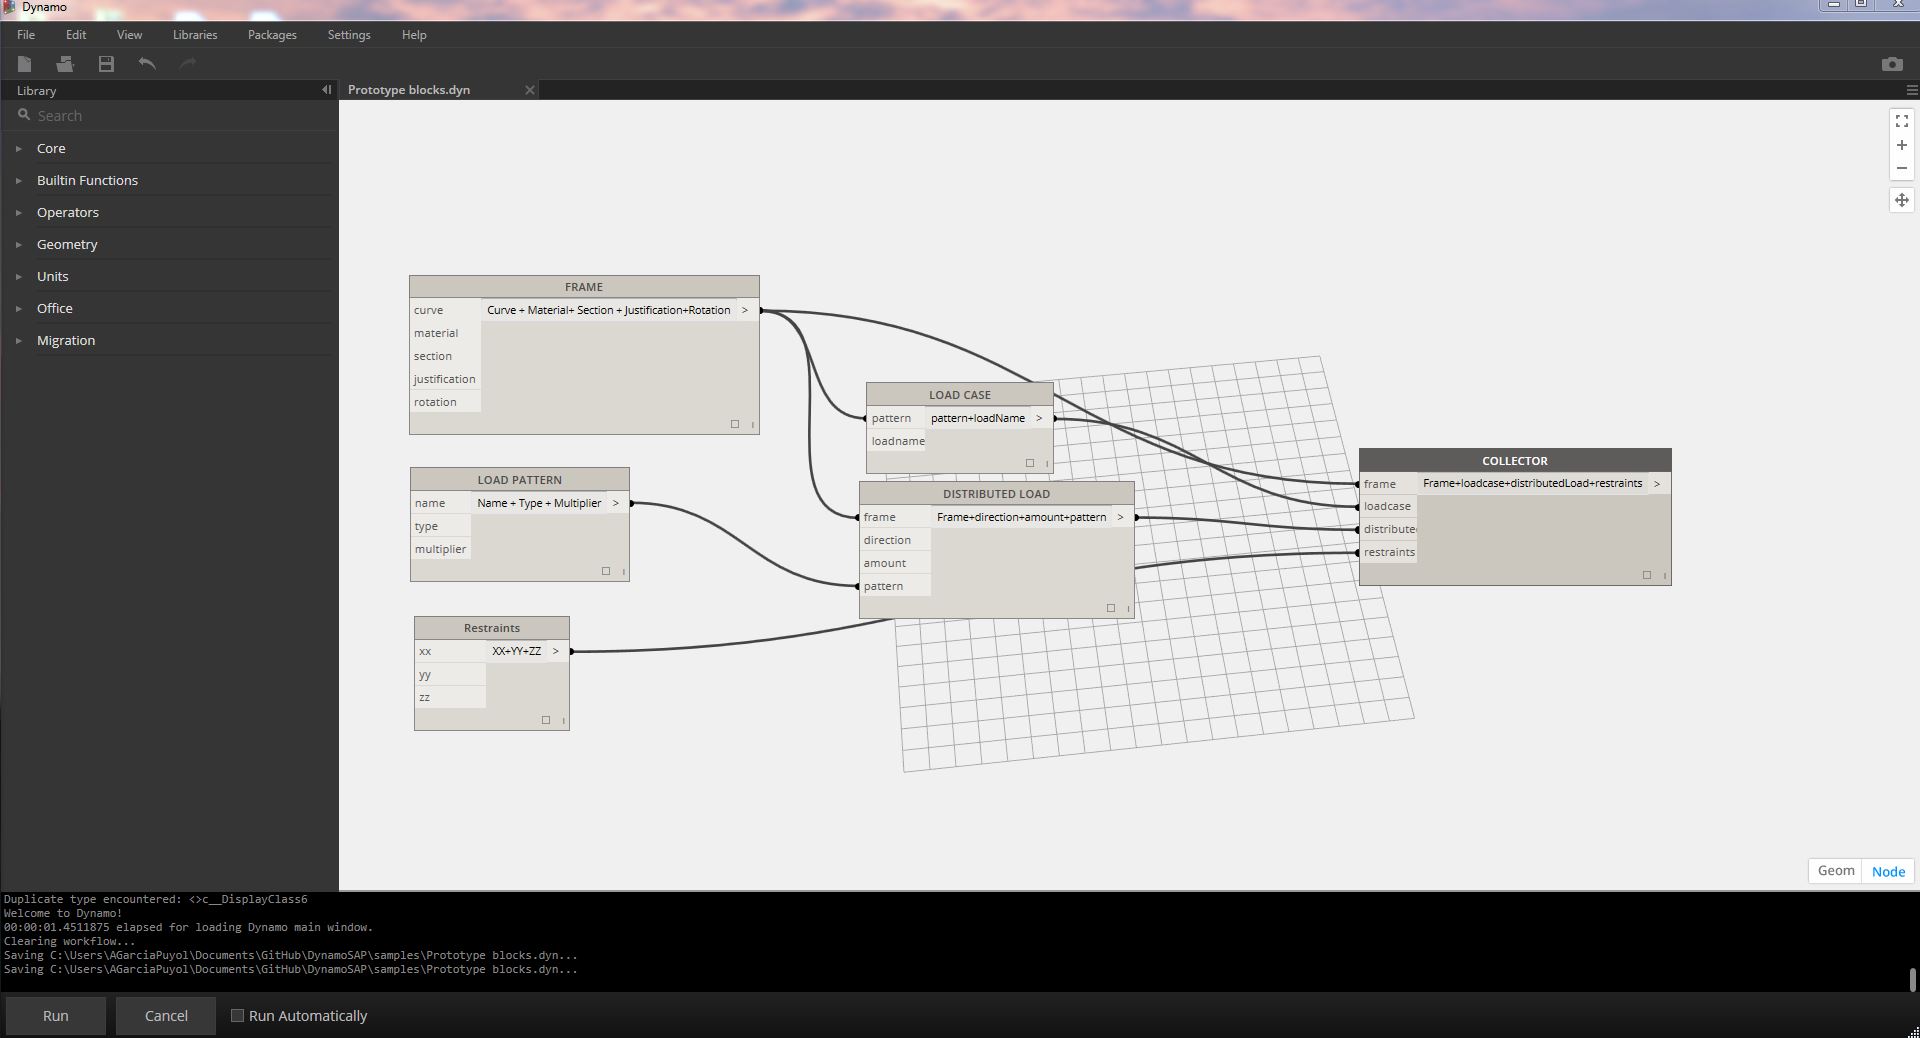 Dynamo
File Edit View Libraries Packages Settings Help
Library
Prototype blocks.dyn
Search
Core
Builtin Functions
Operators
Geometry
Units
Office
Migration
FRAME
curve Curve + Material+ Section + Justification+Rotation >
material
section
justification
rotation
LOAD PATTERN
name Name + Type + Multiplier >
type
multiplier
Restraints
xx XX+YY+ZZ >
yy
zz
LOAD CASE
pattern pattern+loadName >
loadname
DISTRIBUTED LOAD
frame Frame+direction+amount+pattern >
direction
amount
pattern
COLLECTOR
frame Frame+loadcase+distributedLoad+restraints >
loadcase
distribute
restraints
Geom Node
Duplicate type encountered: <>c__DisplayClass6
Welcome to Dynamo!
00:00:01.4511875 elapsed for loading Dynamo main window.
Clearing workflow...
Saving C:\Users\AGarciaPuyol\Documents\GitHub\DynamoSAP\samples\Prototype blocks.dyn...
Saving C:\Users\AGarciaPuyol\Documents\GitHub\DynamoSAP\samples\Prototype blocks.dyn...
Run Cancel Run Automatically